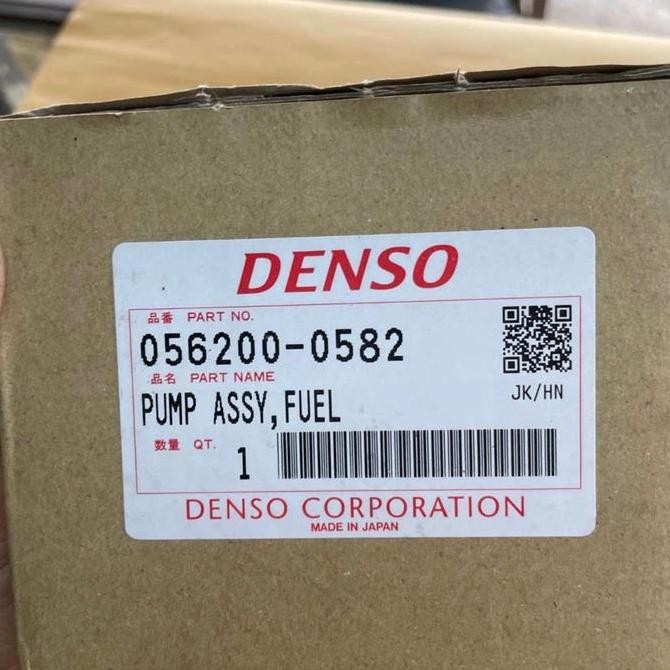 DENSO
品番 PART NO.
056200-0582
品名 PART NAME
JK/HN
PUMP ASSY,FUEL
数量 QT.
1
DENSO CORPORATION
MADE IN JAPAN